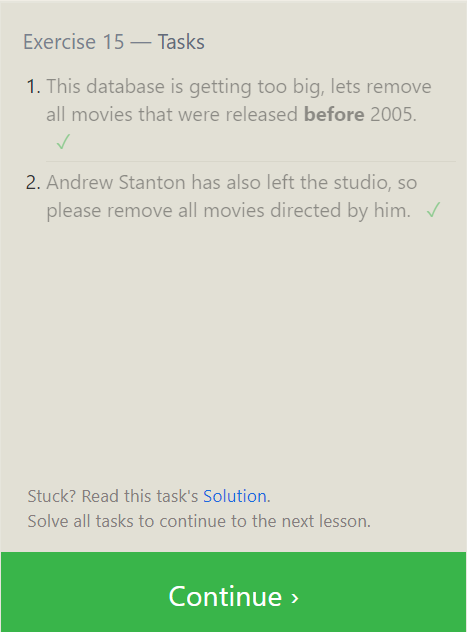 Exercise 15 — Tasks
1. This database is getting too big, lets remove
all movies that were released before 2005.
✓
2. Andrew Stanton has also left the studio, so
please remove all movies directed by him. ✓
Stuck? Read this task's Solution.
Solve all tasks to continue to the next lesson.
Continue ›